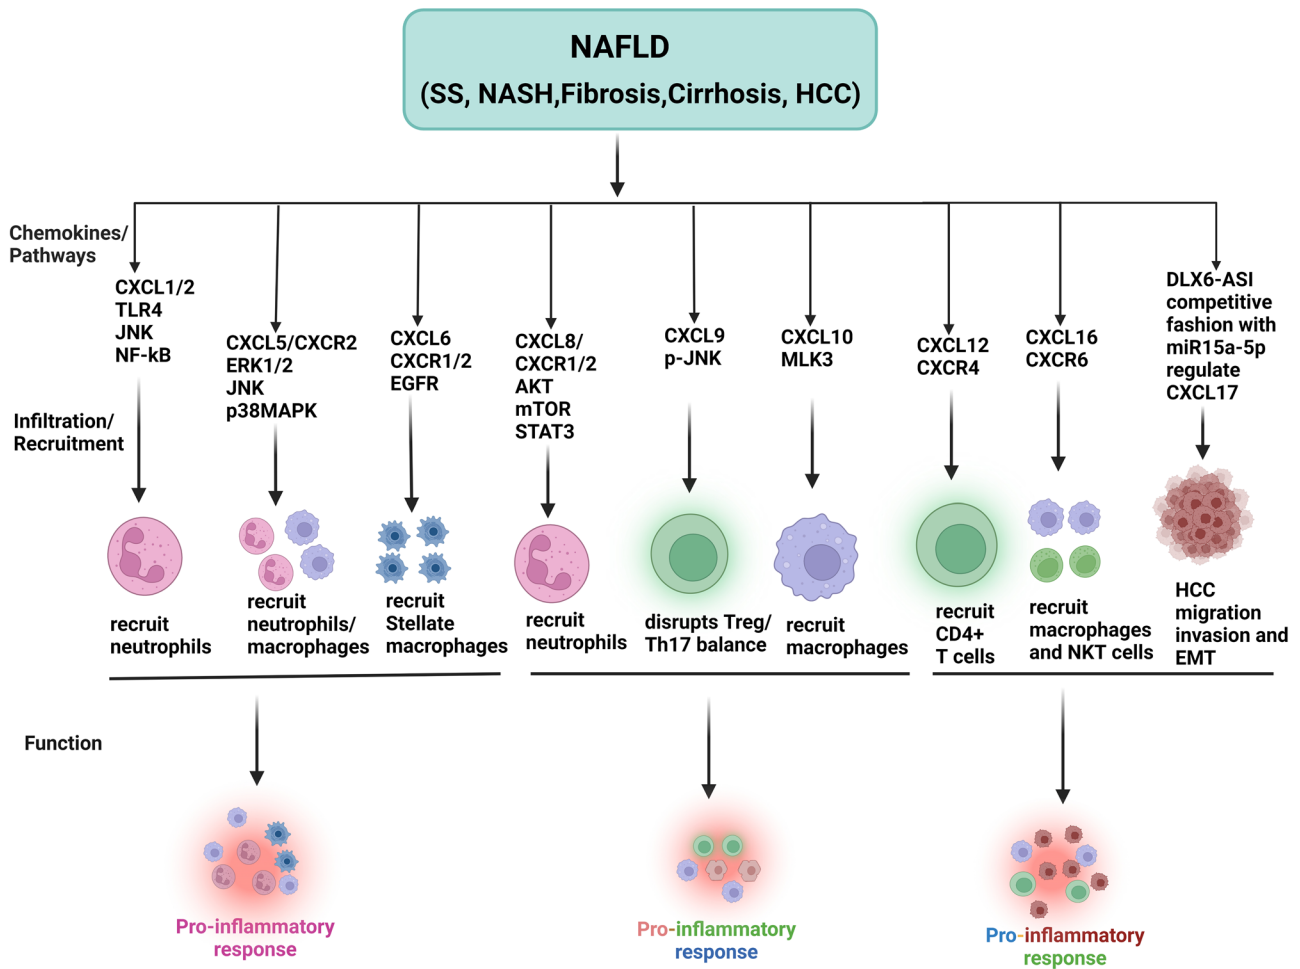 NAFLD
(SS, NASH,Fibrosis,Cirrhosis, HCC)
Chemokines/
Pathways
CXCL1/2
TLR4
JNK
NF-kB
CXCL5/CXCR2
ERK1/2
JNK
p38MAPK
CXCL6
CXCR1/2
EGFR
CXCL8/
CXCR1/2
AKT
mTOR
STAT3
CXCL9
p-JNK
CXCL10
MLK3
CXCL12
CXCR4
CXCL16
CXCR6
DLX6-ASI
competitive
fashion with
miR15a-5p
regulate
CXCL17
Infiltration/
Recruitment
recruit
neutrophils
recruit
neutrophils/
macrophages
recruit
Stellate
macrophages
recruit
neutrophils
disrupts Treg/
Th17 balance
recruit
macrophages
recruit
CD4+
T cells
recruit
macrophages
and NKT cells
HCC
migration
invasion and
EMT
Function
Pro-inflammatory
response
Pro-inflammatory
response
Pro-inflammatory
response